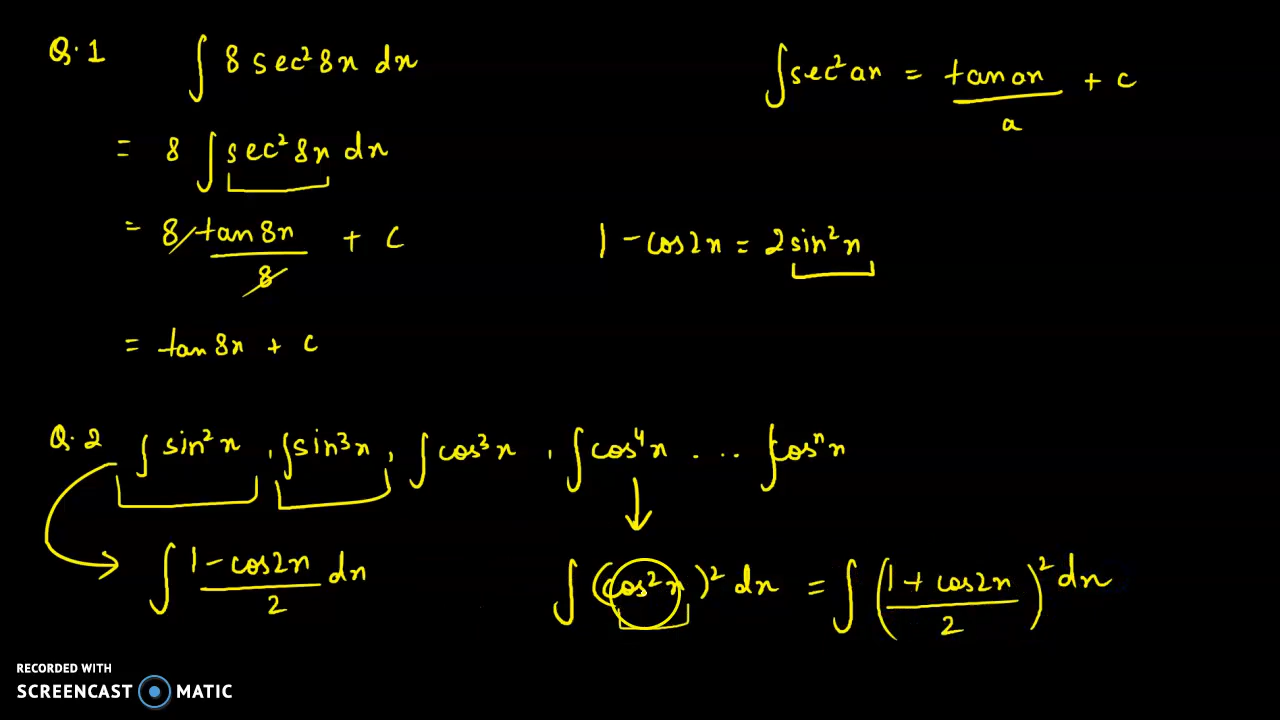 Q.1 ∫ 8 sec² 8x dx
∫ sec² ax = tan ax / a + c
= 8 ∫ sec² 8x dx
= 8 tan 8x / 8 + c
1 - cos 2x = 2 sin² x
= tan 8x + c
Q.2 ∫ sin² x , ∫ sin³ x , ∫ cos³ x , ∫ cos⁴ x . . . ∫ cosⁿ x
∫ 1 - cos 2x / 2 dx
∫ (cos² x)² dx = ∫ (1 + cos 2x / 2)² dx
RECORDED WITH
SCREENCAST MATIC